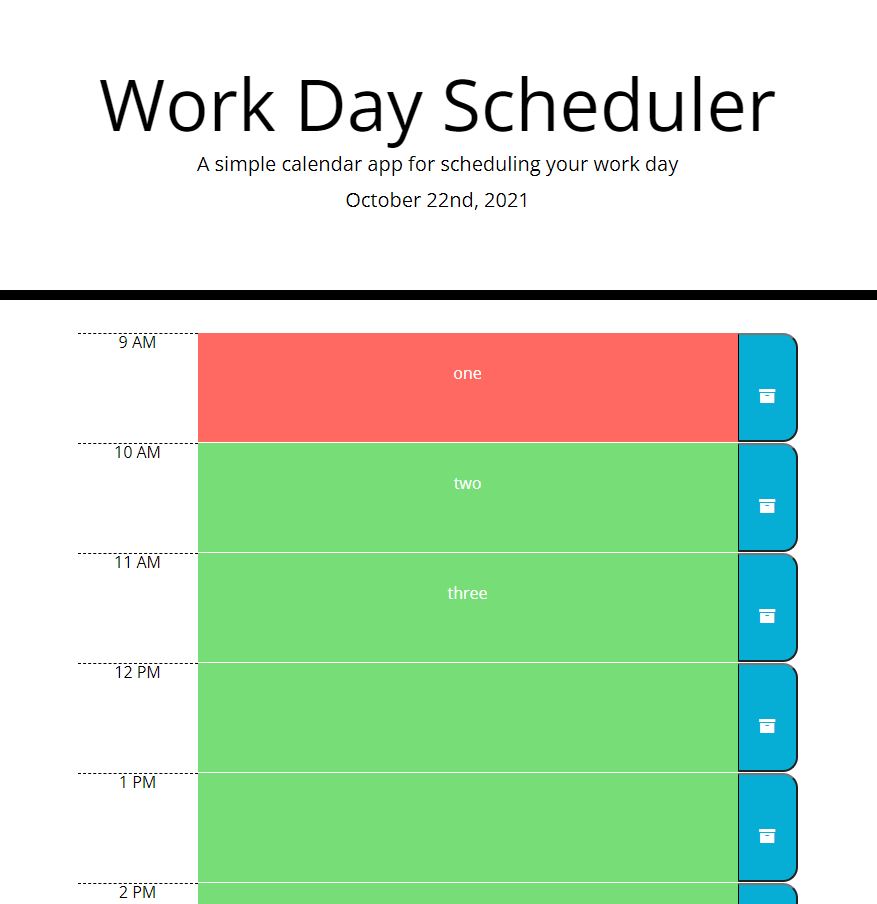 Work Day Scheduler
A simple calendar app for scheduling your work day
October 22nd, 2021
9 AM
one
10 AM
two
11 AM
three
12 PM
1 PM
2 PM